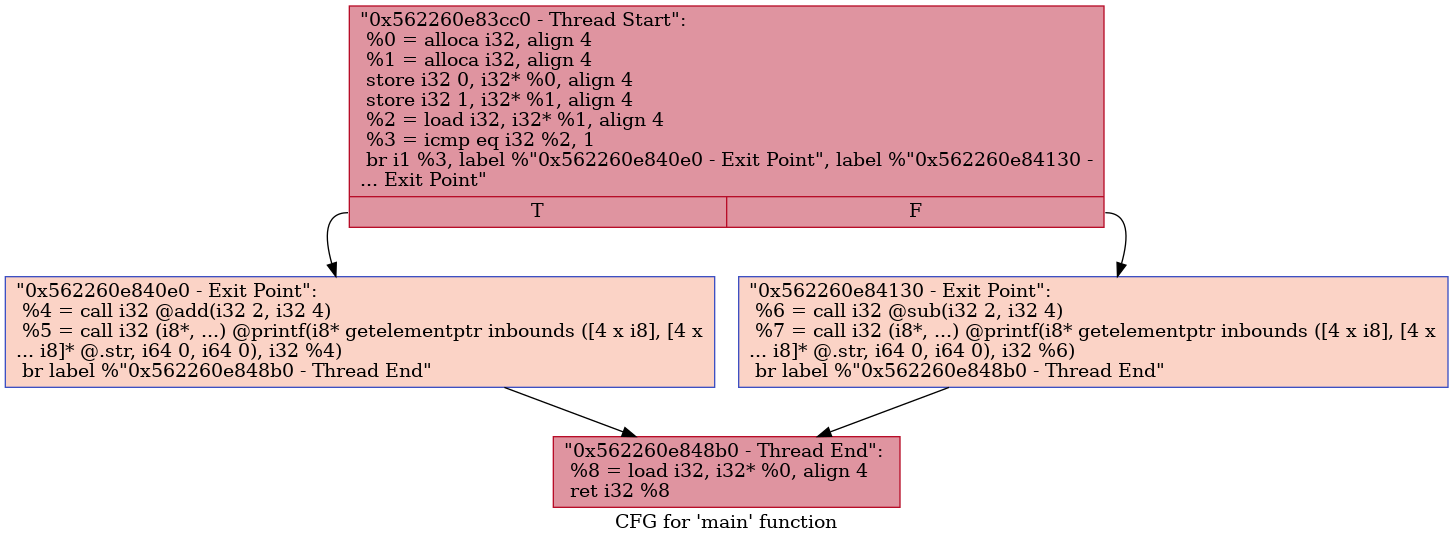 "0x562260e83cc0 - Thread Start":
%0 = alloca i32, align 4
%1 = alloca i32, align 4
store i32 0, i32* %0, align 4
store i32 1, i32* %1, align 4
%2 = load i32, i32* %1, align 4
%3 = icmp eq i32 %2, 1
br i1 %3, label %"0x562260e840e0 - Exit Point", label %"0x562260e84130 -
... Exit Point"
T
F
"0x562260e840e0 - Exit Point":
%4 = call i32 @add(i32 2, i32 4)
%5 = call i32 (i8*, ...) @printf(i8* getelementptr inbounds ([4 x i8], [4 x
... i8]* @.str, i64 0, i64 0), i32 %4)
br label %"0x562260e848b0 - Thread End"
"0x562260e84130 - Exit Point":
%6 = call i32 @sub(i32 2, i32 4)
%7 = call i32 (i8*, ...) @printf(i8* getelementptr inbounds ([4 x i8], [4 x
... i8]* @.str, i64 0, i64 0), i32 %6)
br label %"0x562260e848b0 - Thread End"
"0x562260e848b0 - Thread End":
%8 = load i32, i32* %0, align 4
ret i32 %8
CFG for 'main' function